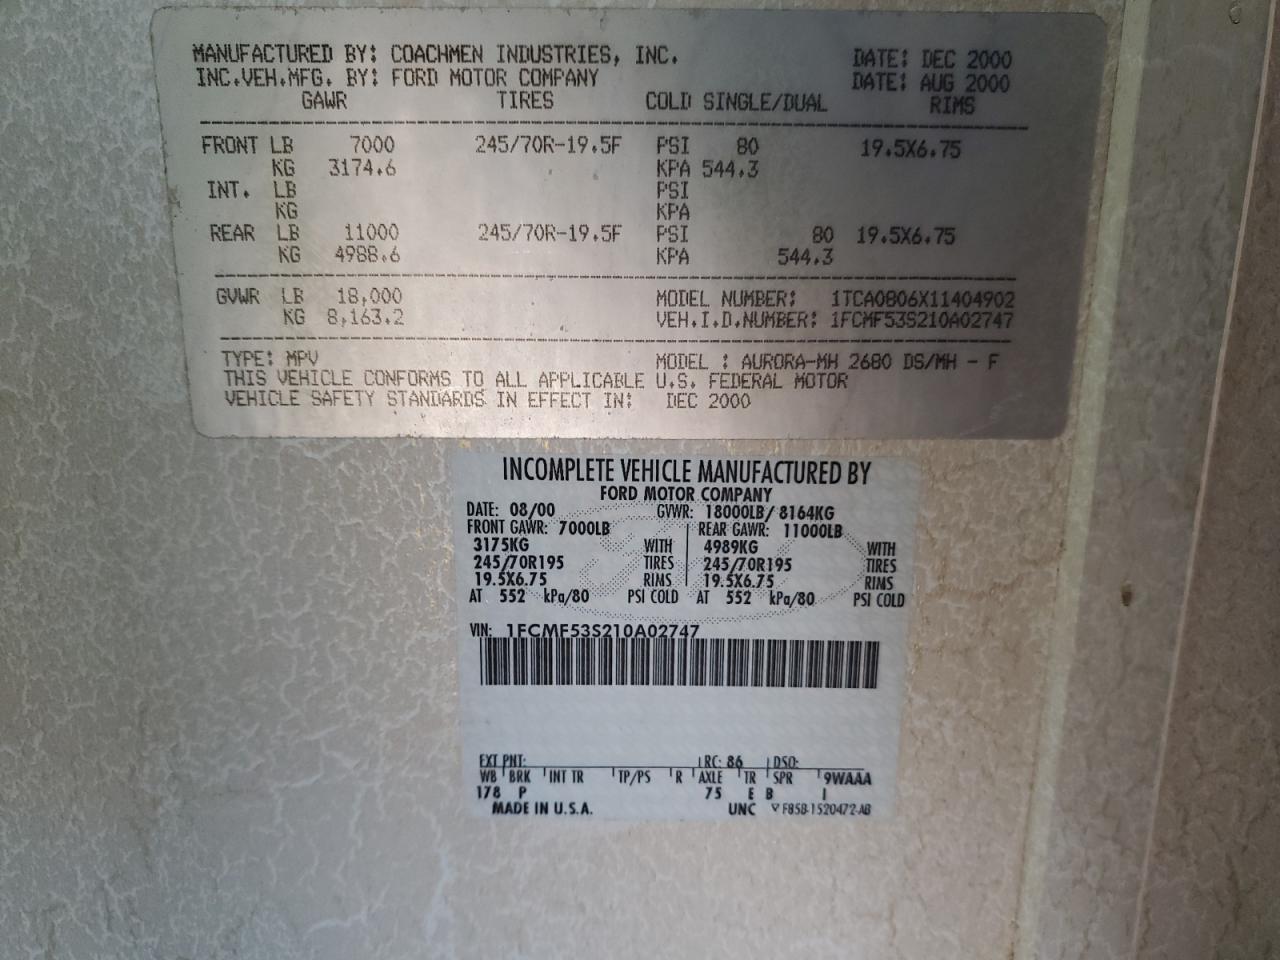 MANUFACTURED BY: COACHMEN INDUSTRIES, INC. DATE: DEC 2000
INC.VEH.MFG. BY: FORD MOTOR COMPANY DATE: AUG 2000
GAWR TIRES COLD SINGLE/DUAL RIMS
FRONT LB 7000 245/70R-19.5F PSI 80 19.5X6.75
KG 3174.6 KPA 544.3
INT. LB PSI
KG KPA
REAR LB 11000 245/70R-19.5F PSI 80 19.5X6.75
KG 4988.6 KPA 544.3
GVWR LB 18,000 MODEL NUMBER: 1TCA0806X11404902
KG 8,163.2 VEH.I.D.NUMBER: 1FCMF53S210A02747
TYPE: MPV MODEL : AURORA-MH 2680 DS/MH - F
THIS VEHICLE CONFORMS TO ALL APPLICABLE U.S. FEDERAL MOTOR
VEHICLE SAFETY STANDARDS IN EFFECT IN: DEC 2000
INCOMPLETE VEHICLE MANUFACTURED BY
FORD MOTOR COMPANY
DATE: 08/00 GVWR: 18000LB/ 8164KG
FRONT GAWR: 7000LB REAR GAWR: 11000LB
3175KG WITH 4989KG WITH
245/70R195 TIRES 245/70R195 TIRES
19.5X6.75 RIMS 19.5X6.75 RIMS
AT 552 kPa/80 PSI COLD AT 552 kPa/80 PSI COLD
VIN: 1FCMF53S210A02747
EXT PNT: RC: 86 DSO:
WB BRK INT TR TP/PS R AXLE TR SPR 9WAAA
178 P 75 E B I
MADE IN U.S.A. UNC F85B-1520472-AB